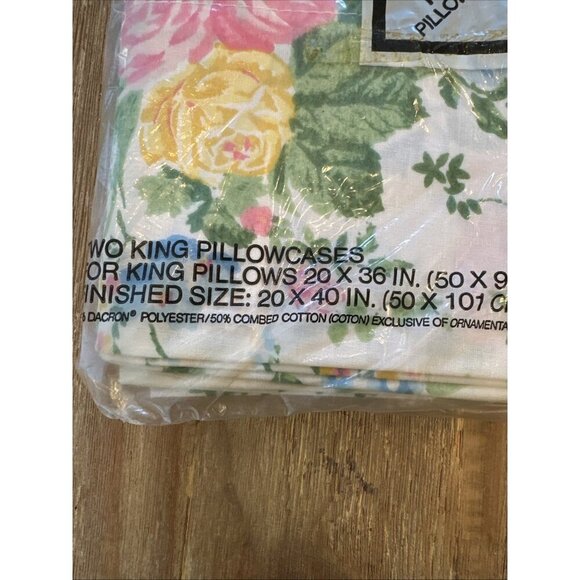 PILLO
WO KING PILLOWCASES
OR KING PILLOWS 20 X 36 IN. (50 X 9
INISHED SIZE: 20 X 40 IN. (50 X 101 C
DACRON® POLYESTER/50% COMBED COTTON (COTON) EXCLUSIVE OF ORNAMENTA